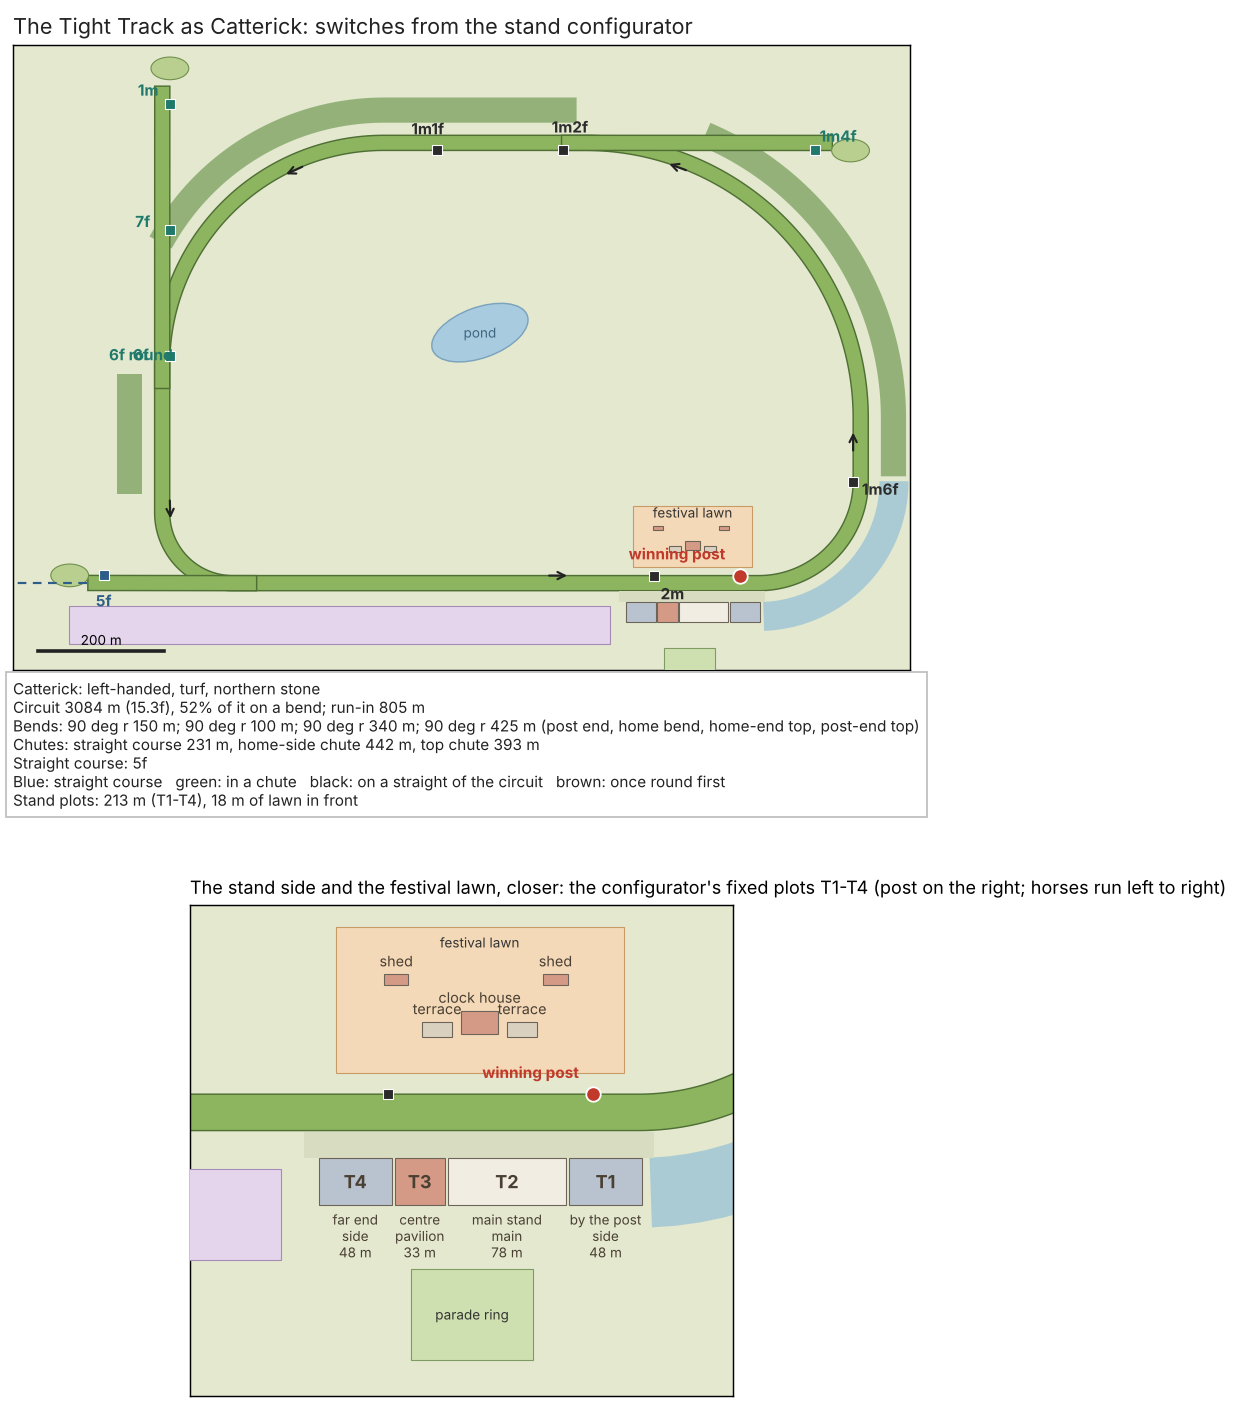 The Tight Track as Catterick: switches from the stand configurator
1m
1m1f
1m2f
1m4f
7f
pond
6f round
6f
1m6f
festival lawn
winning post
2m
5f
200 m
Catterick: left-handed, turf, northern stone
Circuit 3084 m (15.3f), 52% of it on a bend; run-in 805 m
Bends: 90 deg r 150 m; 90 deg r 100 m; 90 deg r 340 m; 90 deg r 425 m (post end, home bend, home-end top, post-end top)
Chutes: straight course 231 m, home-side chute 442 m, top chute 393 m
Straight course: 5f
Blue: straight course   green: in a chute   black: on a straight of the circuit   brown: once round first
Stand plots: 213 m (T1-T4), 18 m of lawn in front
The stand side and the festival lawn, closer: the configurator's fixed plots T1-T4 (post on the right; horses run left to right)
festival lawn
shed
shed
clock house
terrace
terrace
winning post
T4
T3
T2
T1
far end
side
48 m
centre
pavilion
33 m
main stand
main
78 m
by the post
side
48 m
parade ring